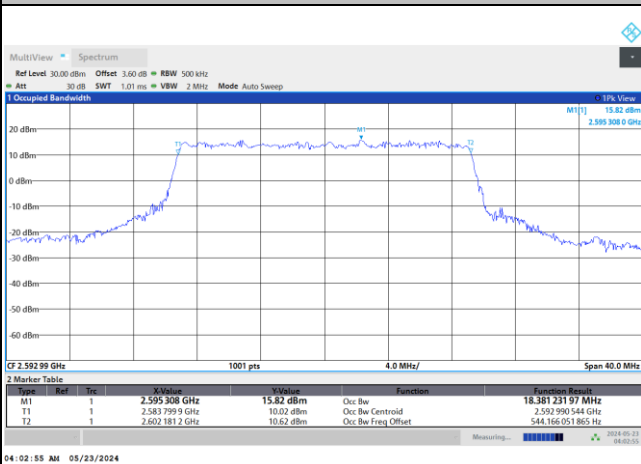 MultiView Spectrum
Ref Level 30.00 dBm Offset 3.60 dB RBW 500 kHz
Att 30 dB SWT 1.01 ms VBW 2 MHz Mode Auto Sweep
1 Occupied Bandwidth 1Pk View
M1[1] 15.82 dBm
2.595 308 0 GHz
20 dBm
M1
T1
T2
10 dBm
0 dBm
-10 dBm
-20 dBm
-30 dBm
-40 dBm
-50 dBm
-60 dBm
CF 2.592 99 GHz 1001 pts 4.0 MHz/ Span 40.0 MHz
2 Marker Table
Type Ref Trc X-Value Y-Value Function Function Result
M1 1 2.595 308 GHz 15.82 dBm Occ Bw 18.381 231 97 MHz
T1 1 2.583 799 9 GHz 10.02 dBm Occ Bw Centroid 2.592 990 544 GHz
T2 1 2.602 181 2 GHz 10.62 dBm Occ Bw Freq Offset 544.166 051 865 Hz
Measuring... 2024-05-23
04:02:55
04:02:55 AM 05/23/2024